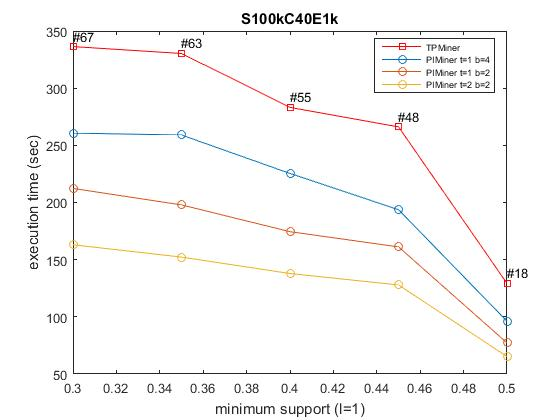 S100kC40E1k
350
300
250
200
150
100
50
execution time (sec)
#67
#63
#55
#48
#18
TPMiner
PIMiner t=1 b=4
PIMiner t=1 b=2
PIMiner t=2 b=2
0.3 0.32 0.34 0.36 0.38 0.4 0.42 0.44 0.46 0.48 0.5
minimum support (l=1)